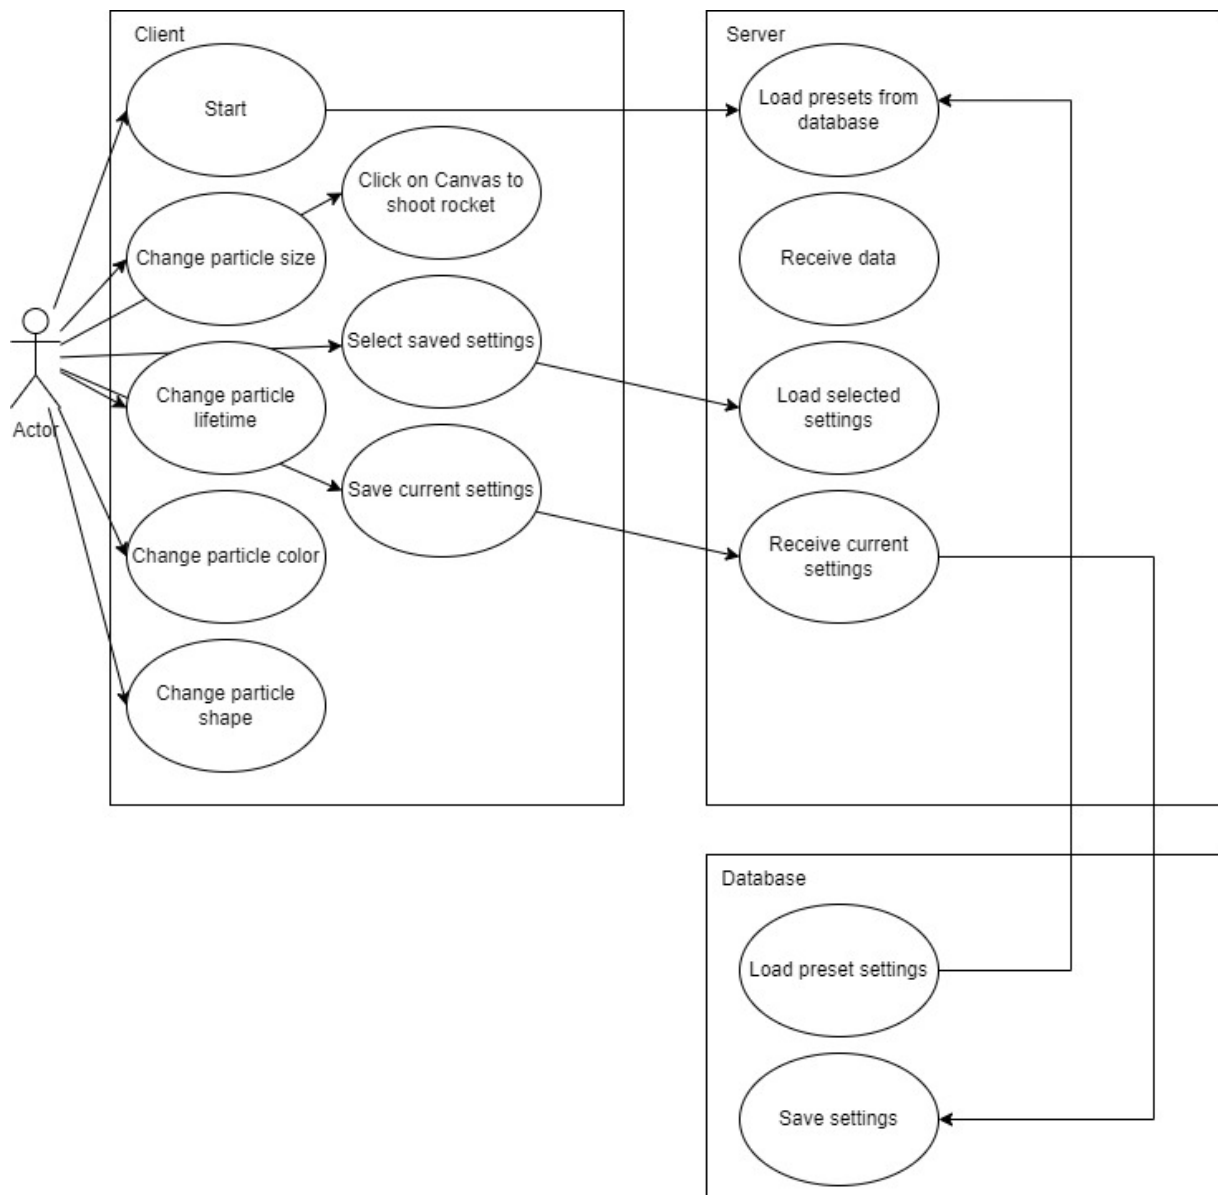 Client
Start
Click on Canvas to
shoot rocket
Change particle size
Select saved settings
Change particle
lifetime
Save current settings
Change particle color
Change particle
shape
Actor
Server
Load presets from
database
Receive data
Load selected
settings
Receive current
settings
Database
Load preset settings
Save settings